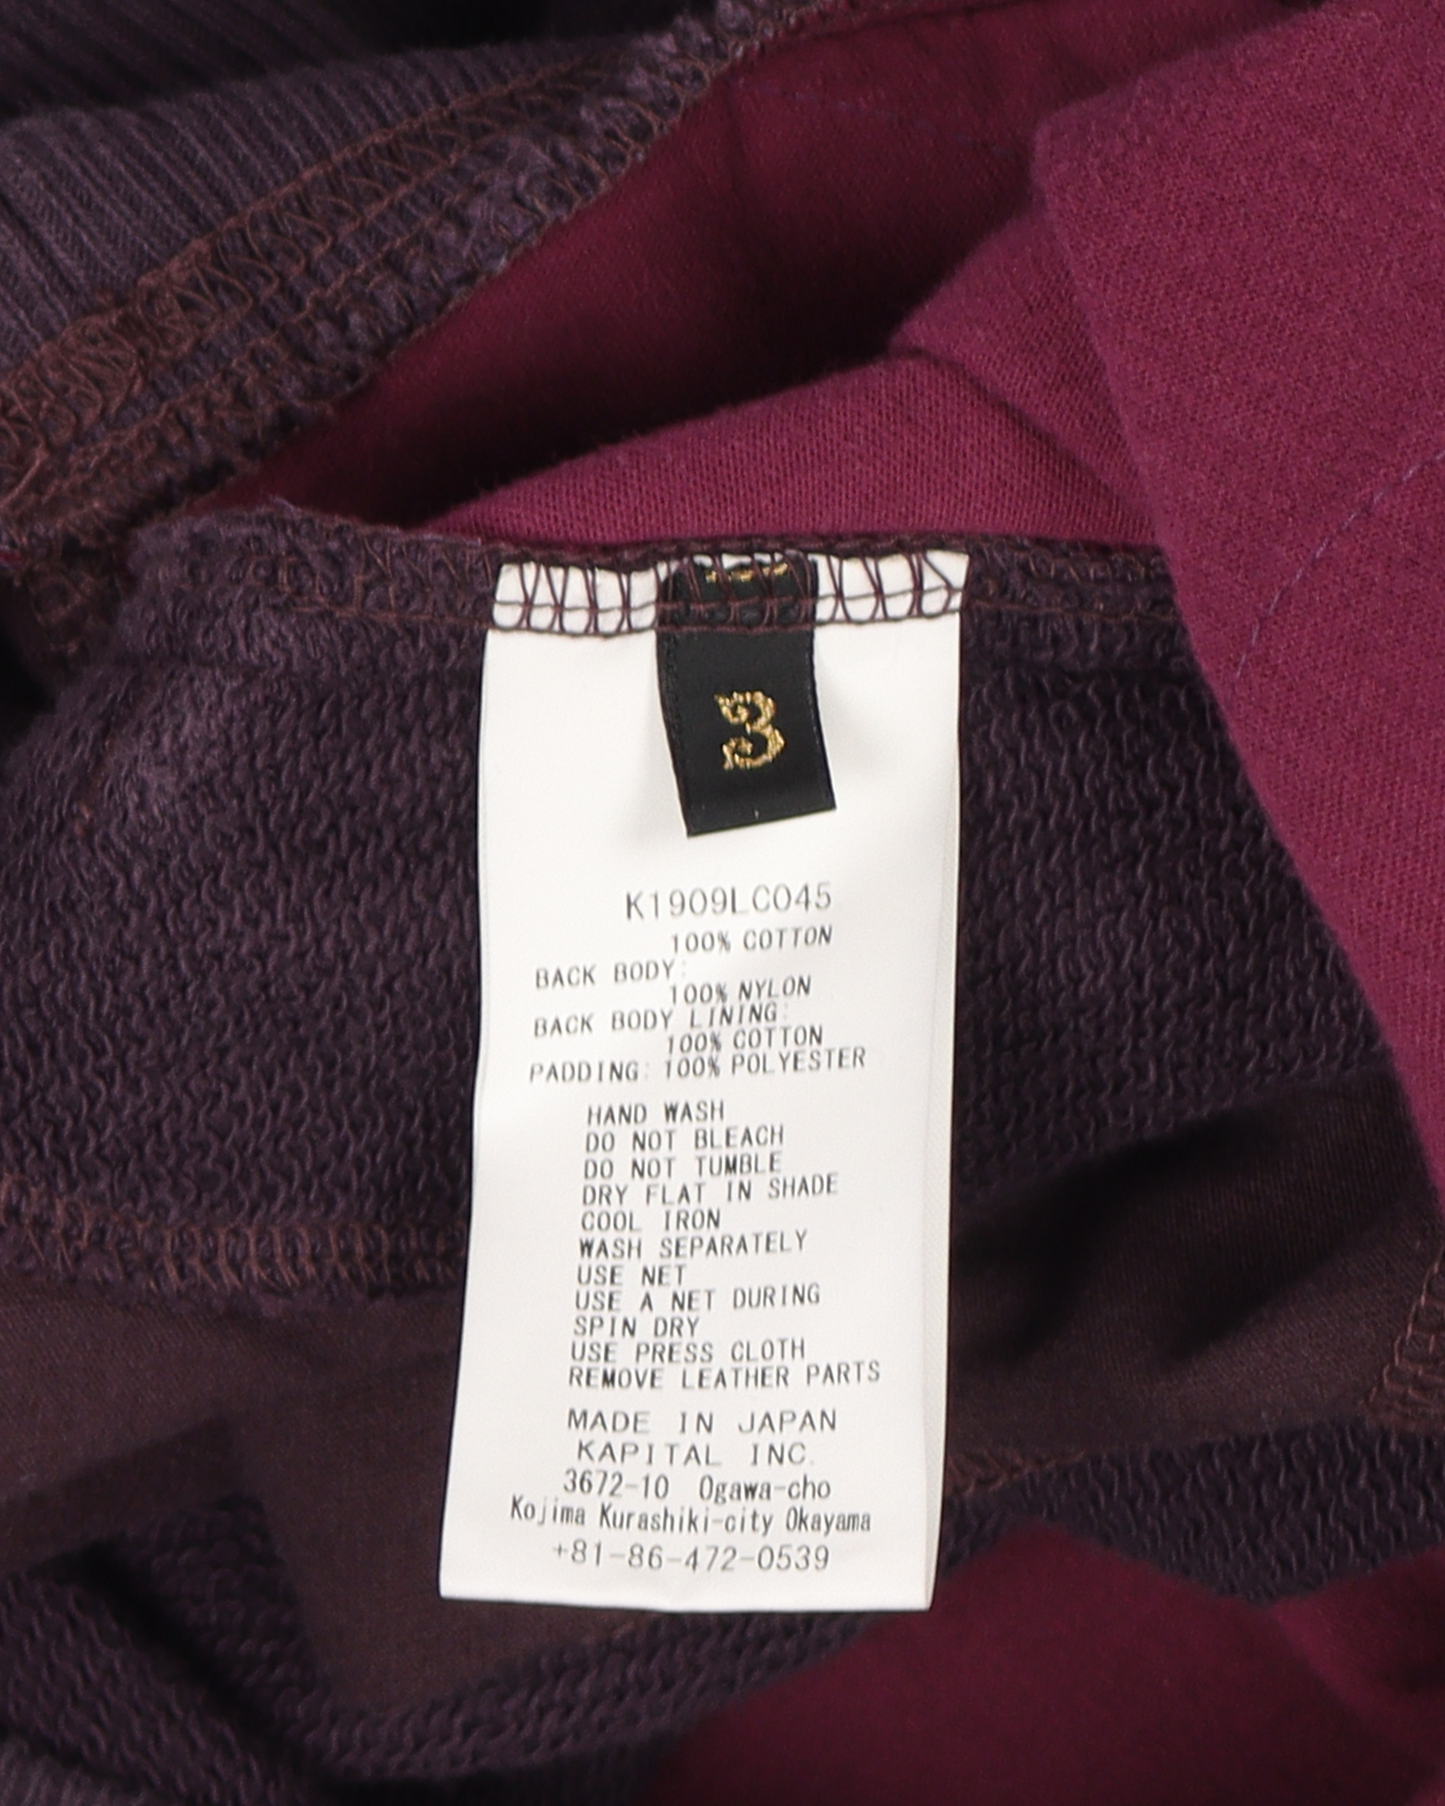 3
K1909LC045
100% COTTON
BACK BODY:
100% NYLON
BACK BODY LINING:
100% COTTON
PADDING: 100% POLYESTER
HAND WASH
DO NOT BLEACH
DO NOT TUMBLE
DRY FLAT IN SHADE
COOL IRON
WASH SEPARATELY
USE NET
USE A NET DURING
SPIN DRY
USE PRESS CLOTH
REMOVE LEATHER PARTS
MADE IN JAPAN
KAPITAL INC.
3672-10 Ogawa-cho
Kojima Kurashiki-city Okayama
+81-86-472-0539